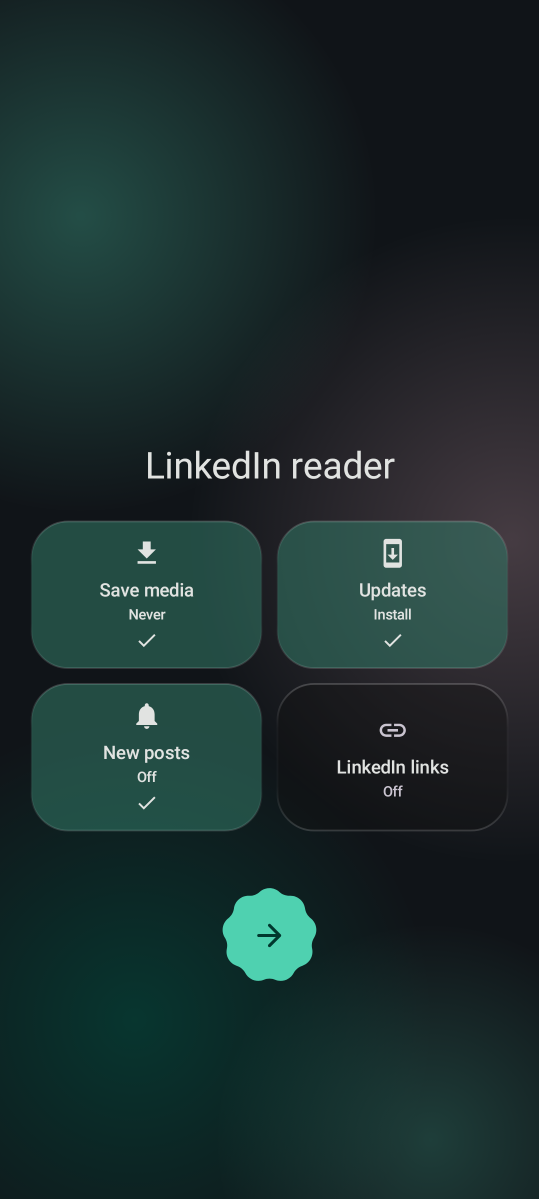 LinkedIn reader
Save media
Never
Updates
Install
New posts
Off
LinkedIn links
Off